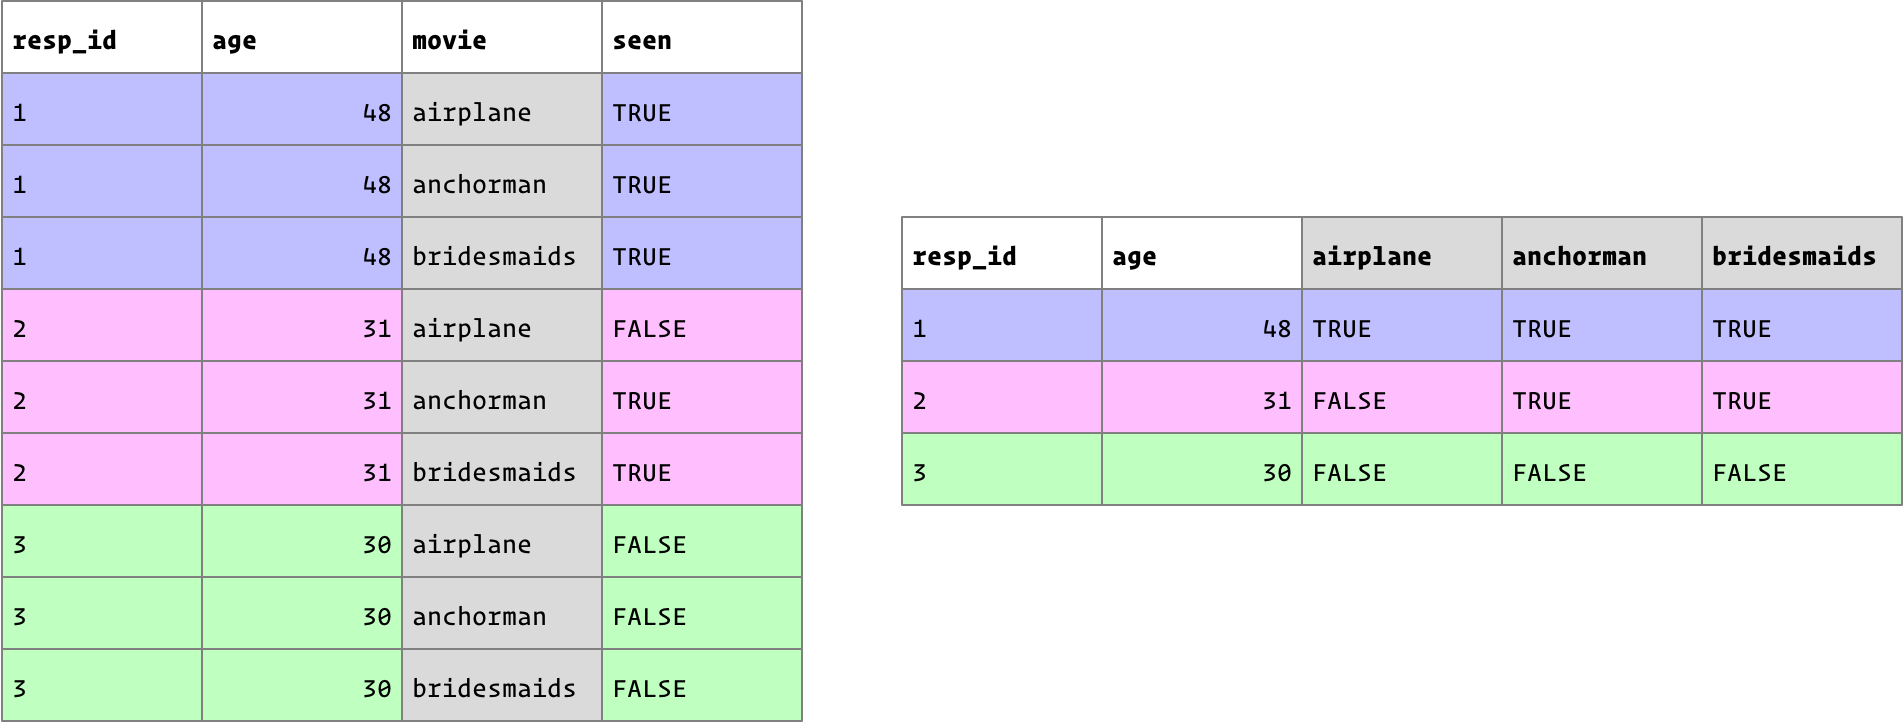 resp_id age movie seen
1 48 airplane TRUE
1 48 anchorman TRUE
1 48 bridesmaids TRUE
2 31 airplane FALSE
2 31 anchorman TRUE
2 31 bridesmaids TRUE
3 30 airplane FALSE
3 30 anchorman FALSE
3 30 bridesmaids FALSE
resp_id age airplane anchorman bridesmaids
1 48 TRUE TRUE TRUE
2 31 FALSE TRUE TRUE
3 30 FALSE FALSE FALSE